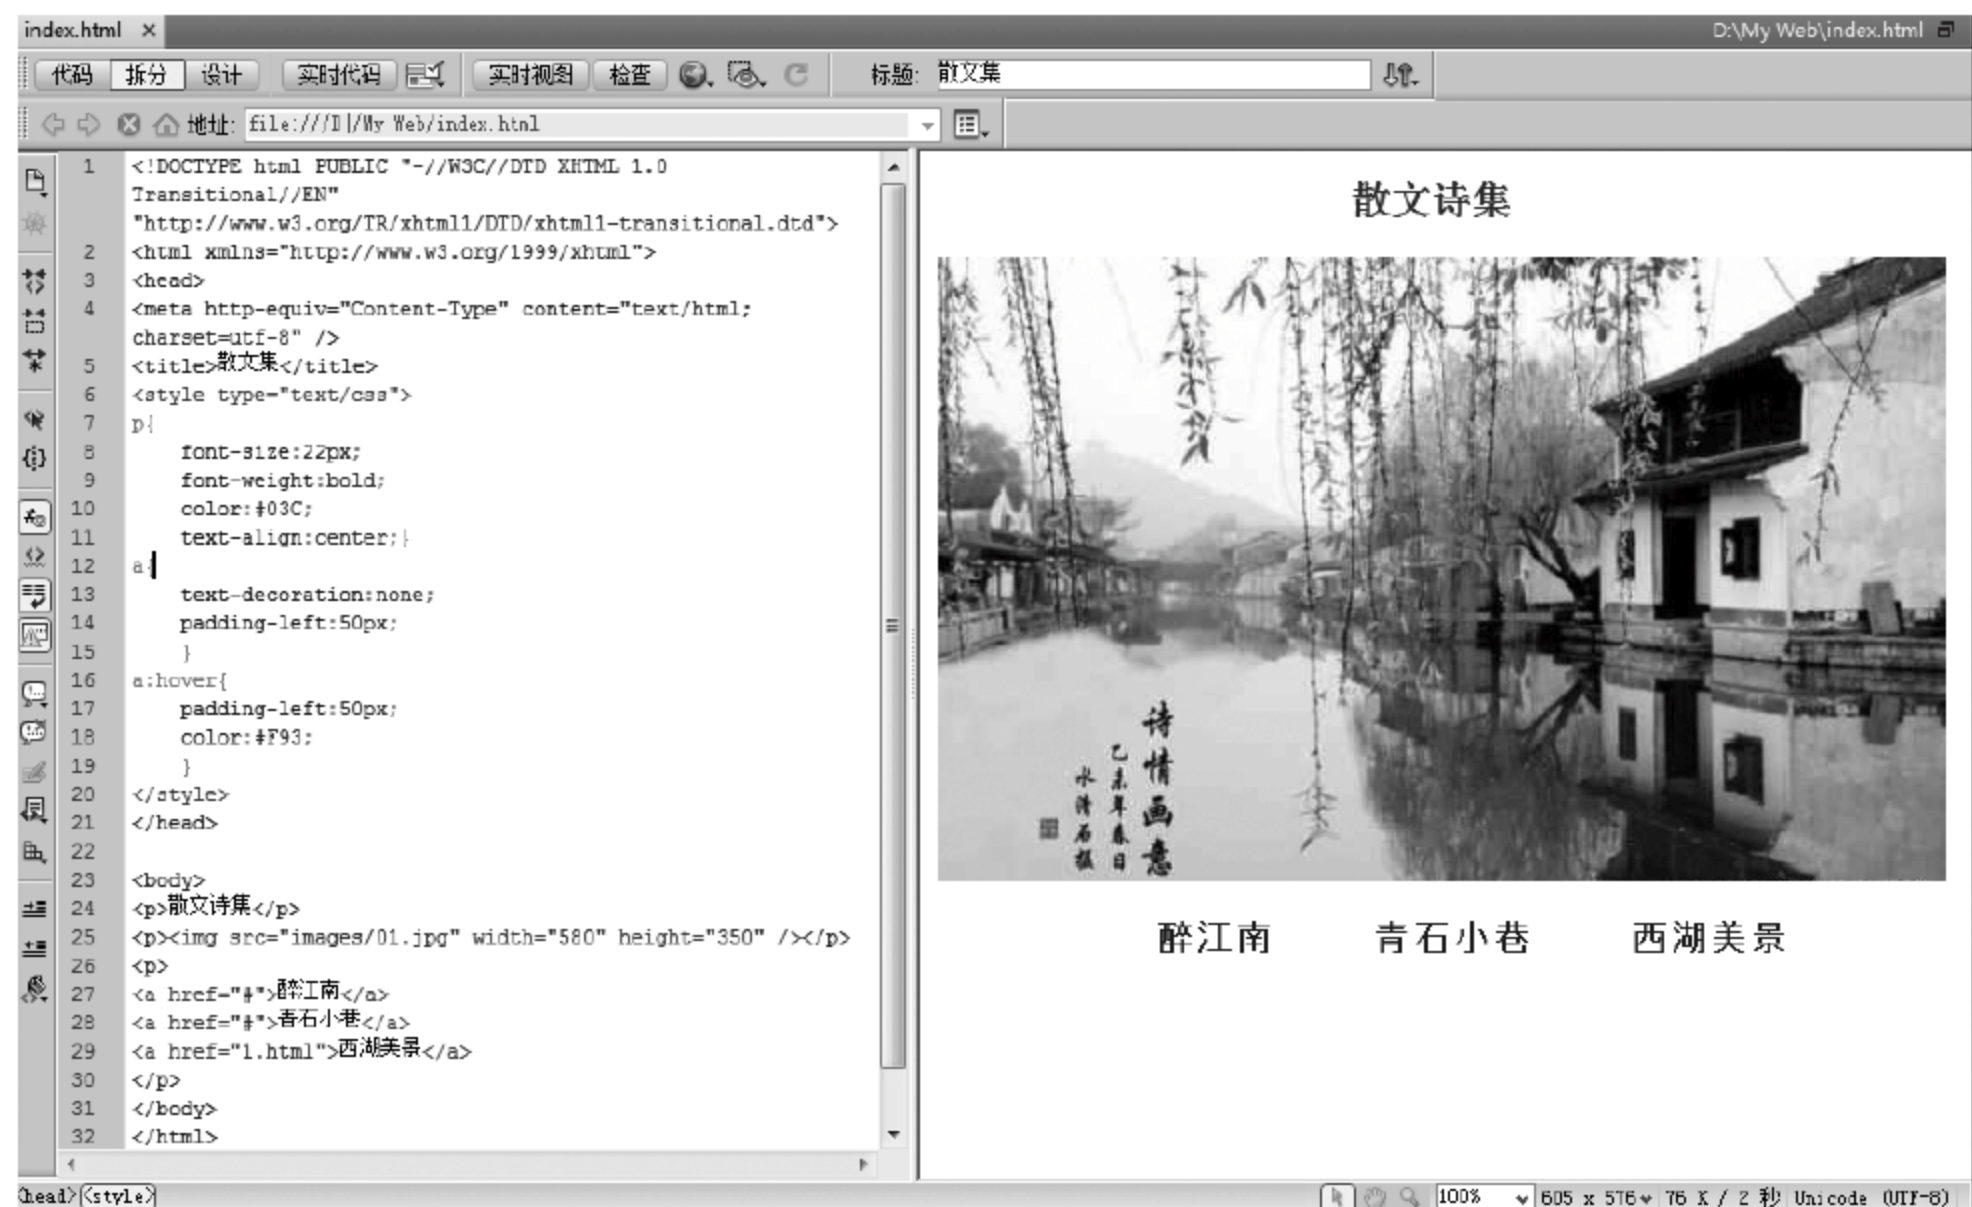 index.html ×
D:\My Web\index.html
代码 拆分 设计 实时代码 实时视图 检查 标题: 散文集
地址: file:///D|/My Web/index.html
1 <!DOCTYPE html PUBLIC "-//W3C//DTD XHTML 1.0
Transitional//EN"
"http://www.w3.org/TR/xhtml1/DTD/xhtml1-transitional.dtd">
2 <html xmlns="http://www.w3.org/1999/xhtml">
3 <head>
4 <meta http-equiv="Content-Type" content="text/html;
charset=utf-8" />
5 <title>散文集</title>
6 <style type="text/css">
7 p{
8 font-size:22px;
9 font-weight:bold;
10 color:#03C;
11 text-align:center;}
12 a{
13 text-decoration:none;
14 padding-left:50px;
15 }
16 a:hover{
17 padding-left:50px;
18 color:#F93;
19 }
20 </style>
21 </head>
22
23 <body>
24 <p>散文诗集</p>
25 <p><img src="images/01.jpg" width="580" height="350" /></p>
26 <p>
27 <a href="#">醉江南</a>
28 <a href="#">青石小巷</a>
29 <a href="1.html">西湖美景</a>
30 </p>
31 </body>
32 </html>
散文诗集
诗情画意
乙未年春日
水清石摄
醉江南 青石小巷 西湖美景
<head> <style>
100% 605 x 576 76 K / 2 秒 Unicode (UTF-8)